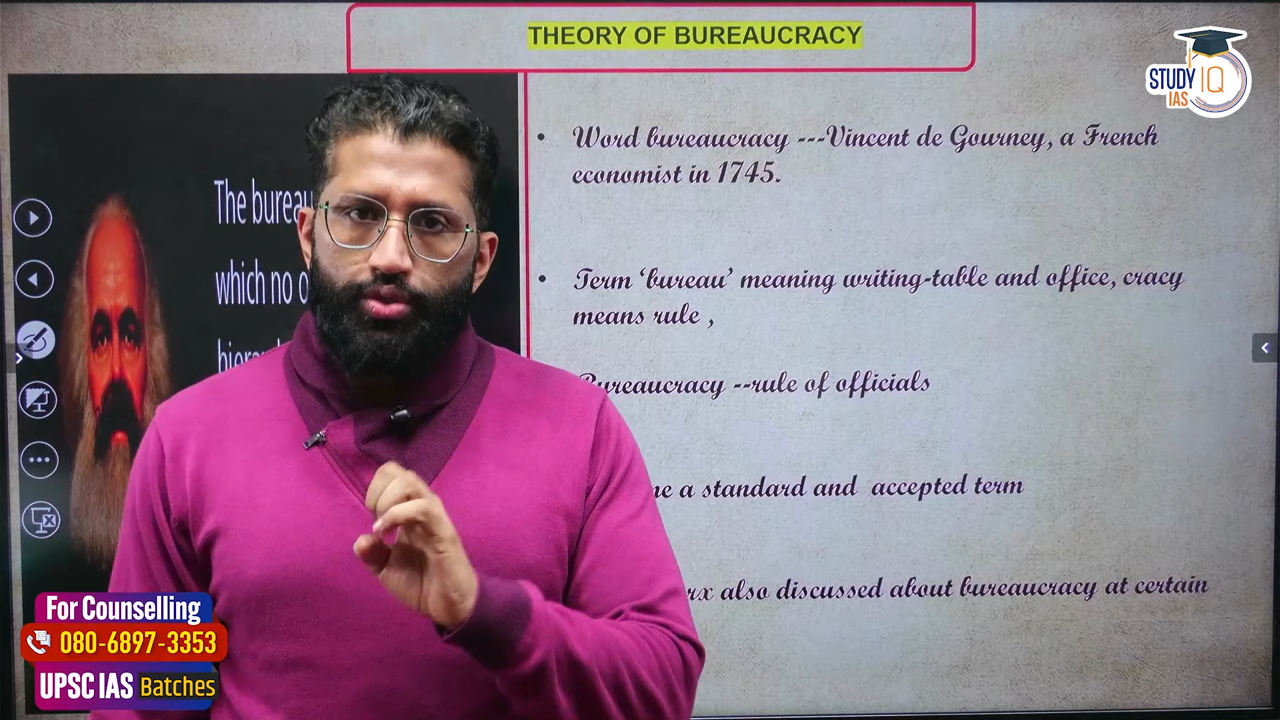 THEORY OF BUREAUCRACY
STUDY IQ
IAS
• Word bureaucracy ---Vincent de Gourney, a French
economist in 1745.
The
which no
• Term ‘bureau’ meaning writing-table and office, cracy
means rule ,
Bureaucracy --rule of officials
a standard and accepted term
also discussed about bureaucracy at certain
For Counselling
080-6897-3353
UPSC IAS Batches